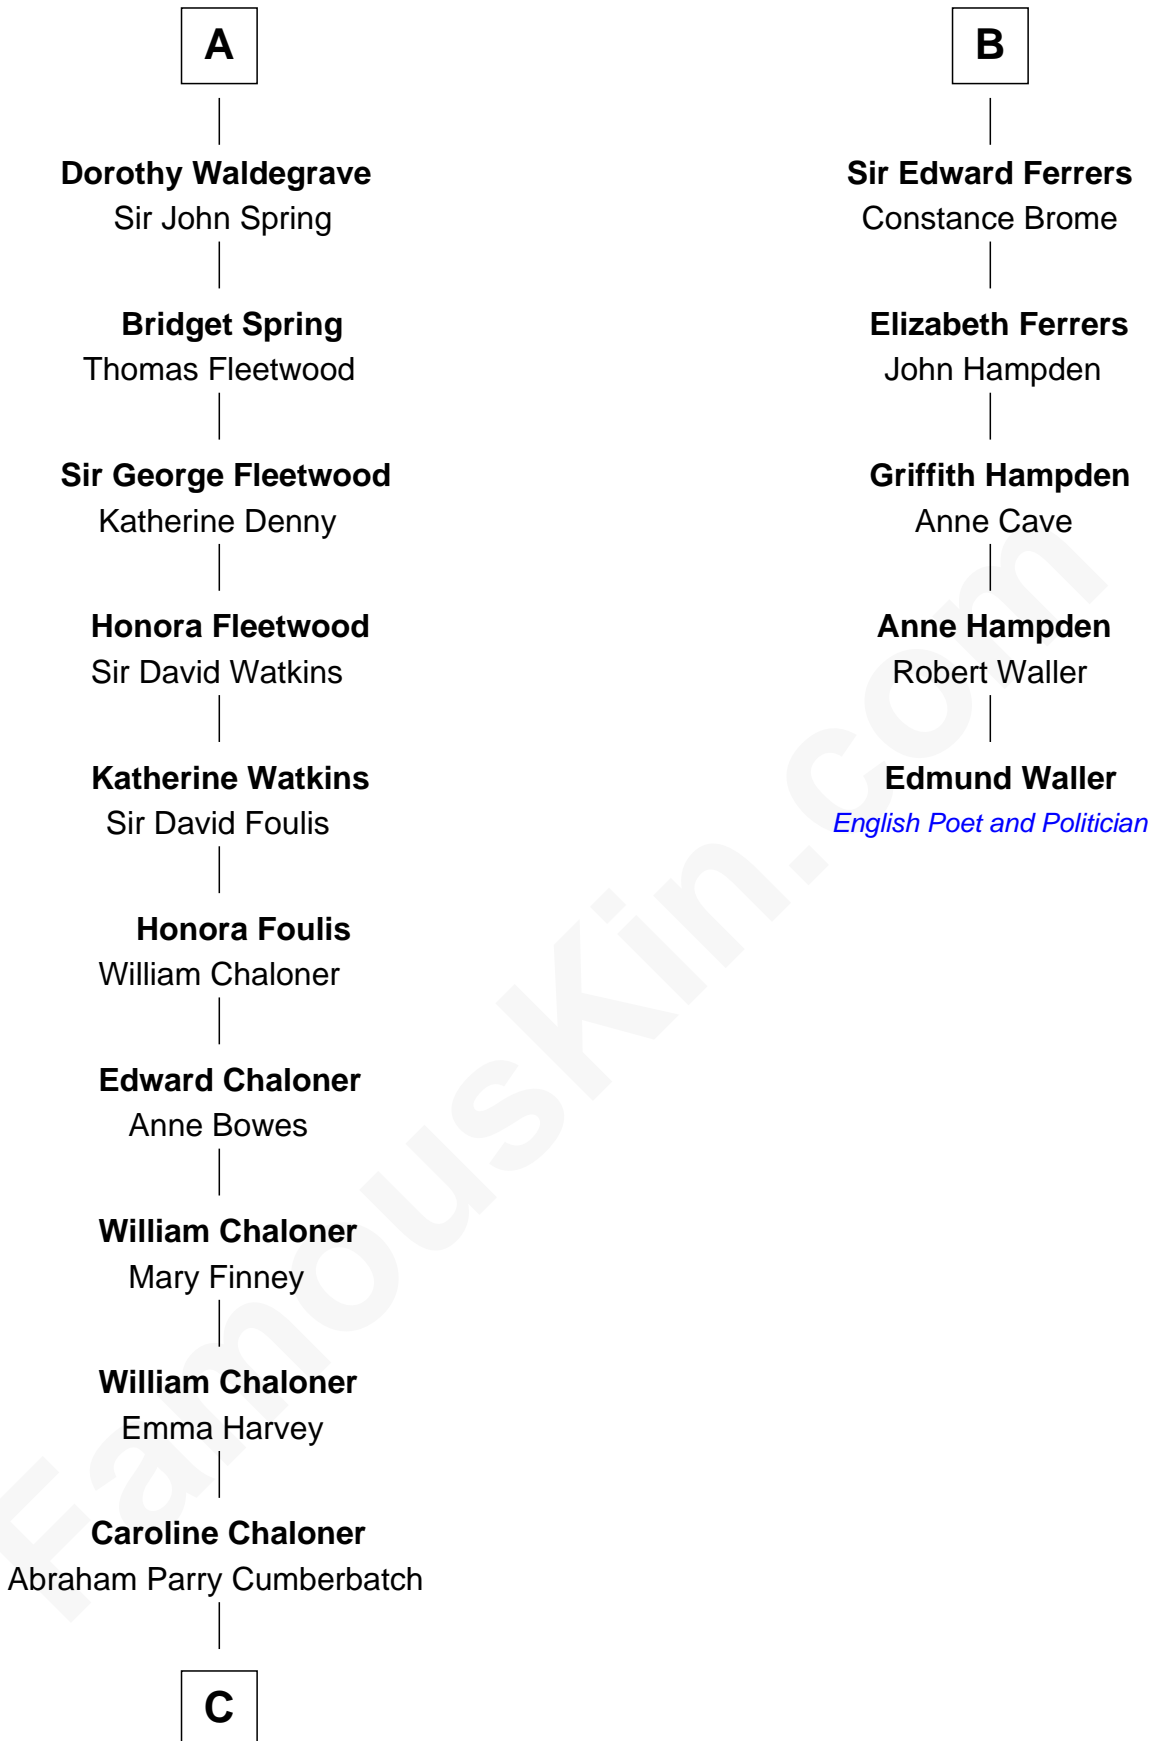 A
Dorothy Waldegrave
Sir John Spring
Bridget Spring
Thomas Fleetwood
Sir George Fleetwood
Katherine Denny
Honora Fleetwood
Sir David Watkins
Katherine Watkins
Sir David Foulis
Honora Foulis
William Chaloner
Edward Chaloner
Anne Bowes
William Chaloner
Mary Finney
William Chaloner
Emma Harvey
Caroline Chaloner
Abraham Parry Cumberbatch
C
B
Sir Edward Ferrers
Constance Brome
Elizabeth Ferrers
John Hampden
Griffith Hampden
Anne Cave
Anne Hampden
Robert Waller
Edmund Waller
English Poet and Politician
FamousKin.com